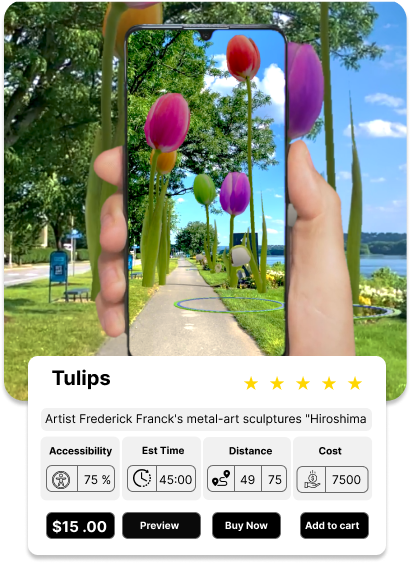 Tulips
Artist Frederick Franck's metal-art sculptures "Hiroshima
Accessibility Est Time Distance Cost
75 % 45:00 49 75 7500
$15 .00 Preview Buy Now Add to cart